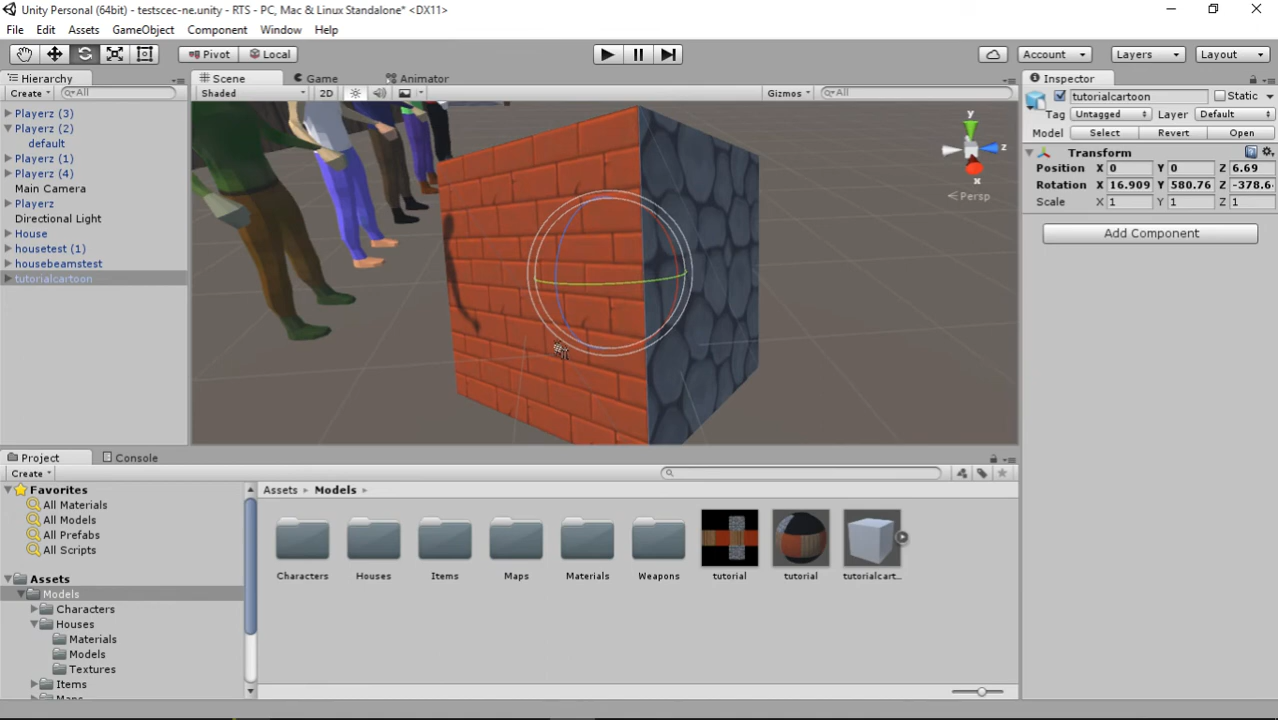 Unity Personal (64bit) - testscec-ne.unity - RTS - PC, Mac & Linux Standalone* <DX11>
File Edit Assets GameObject Component Window Help
Pivot Local Account Layers Layout
Hierarchy
Create All
Playerz (3)
Playerz (2)
default
Playerz (1)
Playerz (4)
Main Camera
Playerz
Directional Light
House
housetest (1)
housebeamstest
tutorialcartoon
Scene Game Animator
Shaded 2D Gizmos All
y
z
x
Persp
Inspector
tutorialcartoon Static
Tag Untagged Layer Default
Model Select Revert Open
Transform
Position X 0 Y 0 Z 6.69
Rotation X 16.909 Y 580.76 Z -378.6
Scale X 1 Y 1 Z 1
Add Component
Project Console
Create
Favorites
All Materials
All Models
All Prefabs
All Scripts
Assets
Models
Characters
Houses
Materials
Models
Textures
Items
Maps
Assets Models
Characters Houses Items Maps Materials Weapons tutorial tutorial tutorialcart...